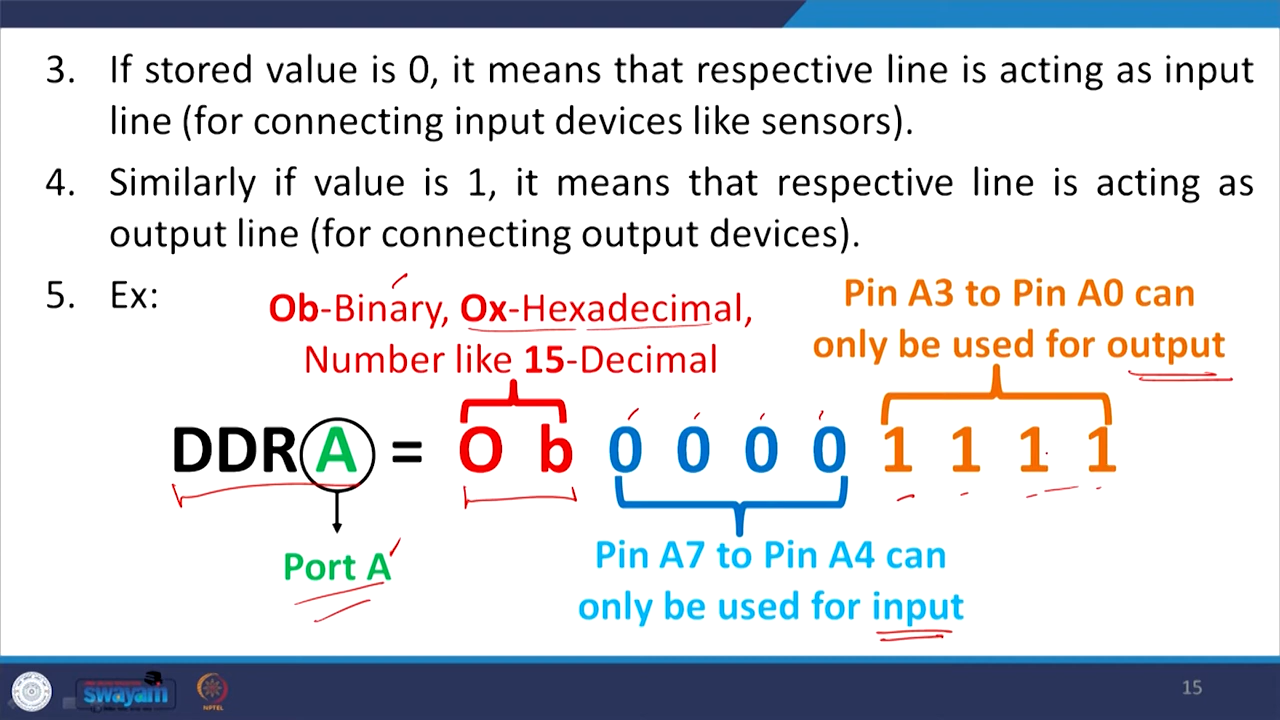 3. If stored value is 0, it means that respective line is acting as input
line (for connecting input devices like sensors).
4. Similarly if value is 1, it means that respective line is acting as
output line (for connecting output devices).
5. Ex:
Ob-Binary, Ox-Hexadecimal,
Number like 15-Decimal
Pin A3 to Pin A0 can
only be used for output
DDRA = O b 0 0 0 0 1 1 1 1
Port A
Pin A7 to Pin A4 can
only be used for input
swayam
NPTEL
15